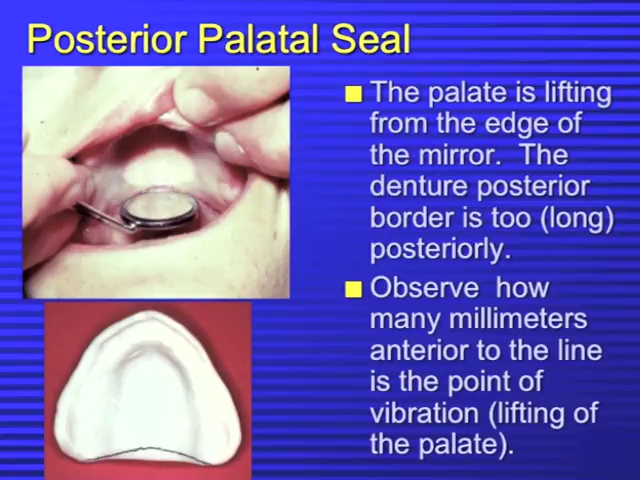 Posterior Palatal Seal
The palate is lifting
from the edge of
the mirror. The
denture posterior
border is too (long)
posteriorly.
Observe how
many millimeters
anterior to the line
is the point of
vibration (lifting of
the palate).